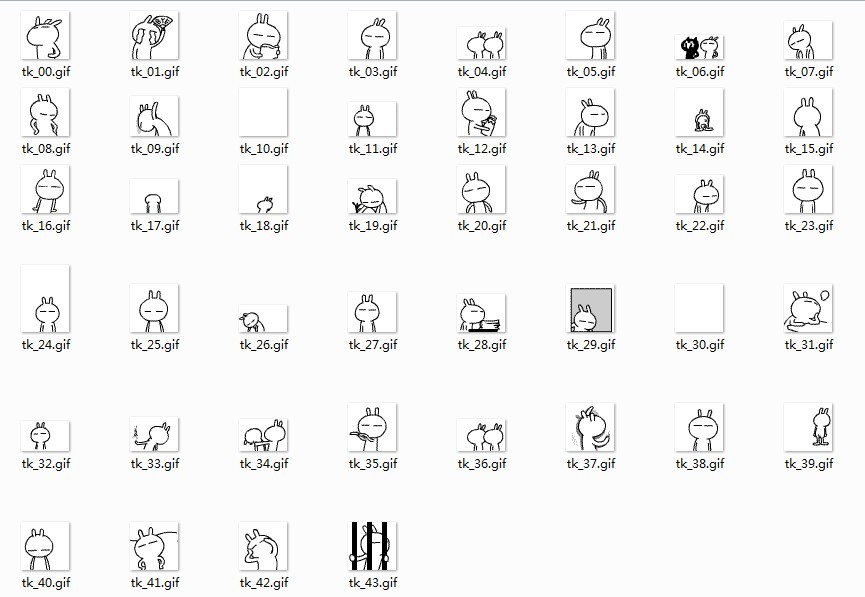 tk_00.gif tk_01.gif tk_02.gif tk_03.gif tk_04.gif tk_05.gif tk_06.gif tk_07.gif
tk_08.gif tk_09.gif tk_10.gif tk_11.gif tk_12.gif tk_13.gif tk_14.gif tk_15.gif
tk_16.gif tk_17.gif tk_18.gif tk_19.gif tk_20.gif tk_21.gif tk_22.gif tk_23.gif
tk_24.gif tk_25.gif tk_26.gif tk_27.gif tk_28.gif tk_29.gif tk_30.gif tk_31.gif
tk_32.gif tk_33.gif tk_34.gif tk_35.gif tk_36.gif tk_37.gif tk_38.gif tk_39.gif
tk_40.gif tk_41.gif tk_42.gif tk_43.gif